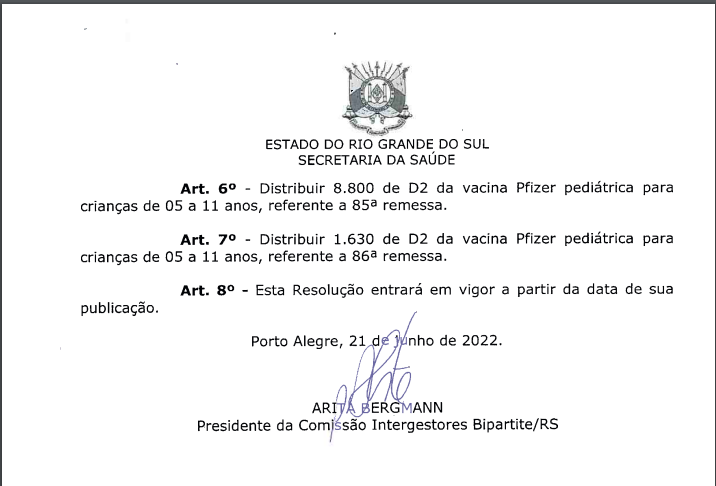 ESTADO DO RIO GRANDE DO SUL
SECRETARIA DA SAÚDE
Art. 6º - Distribuir 8.800 de D2 da vacina Pfizer pediátrica para
crianças de 05 a 11 anos, referente a 85ª remessa.
Art. 7º - Distribuir 1.630 de D2 da vacina Pfizer pediátrica para
crianças de 05 a 11 anos, referente a 86ª remessa.
Art. 8º - Esta Resolução entrará em vigor a partir da data de sua
publicação.
Porto Alegre, 21 de junho de 2022.
ARITA BERGMANN
Presidente da Comissão Intergestores Bipartite/RS